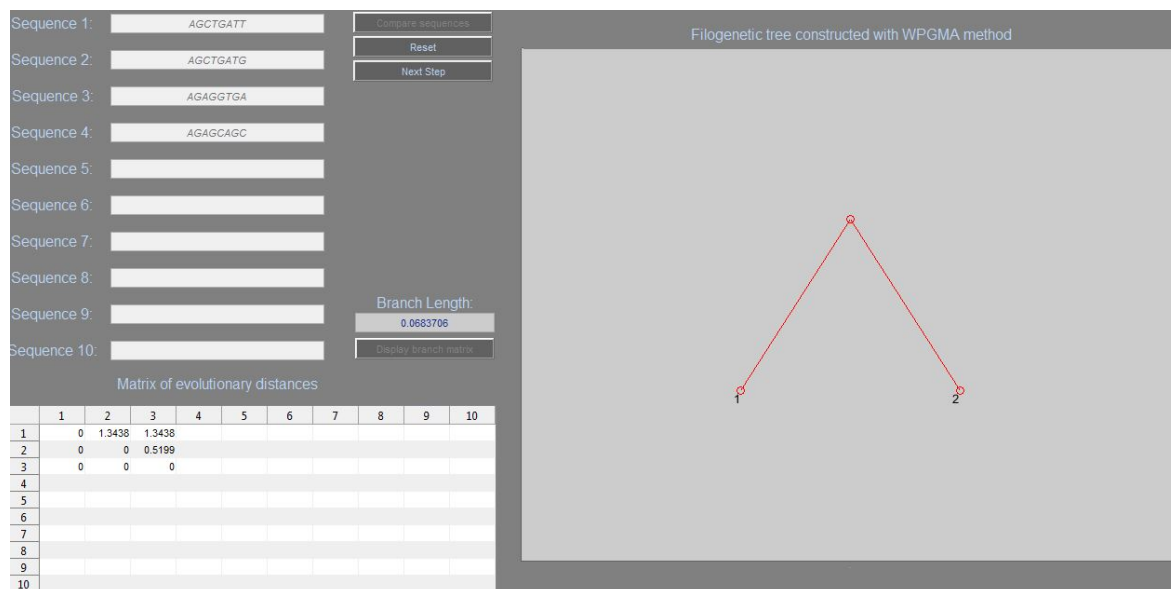 Sequence 1: AGCTGATT
Sequence 2: AGCTGATG
Sequence 3: AGAGGTGA
Sequence 4: AGAGCAGC
Sequence 5:
Sequence 6:
Sequence 7:
Sequence 8:
Sequence 9:
Sequence 10:
Compare sequences
Reset
Next Step
Branch Length:
0.0683706
Display branch matrix
Matrix of evolutionary distances
1 2 3 4 5 6 7 8 9 10
1 0 1.3438 1.3438
2 0 0 0.5199
3 0 0 0
4
5
6
7
8
9
10
Filogenetic tree constructed with WPGMA method
1 2